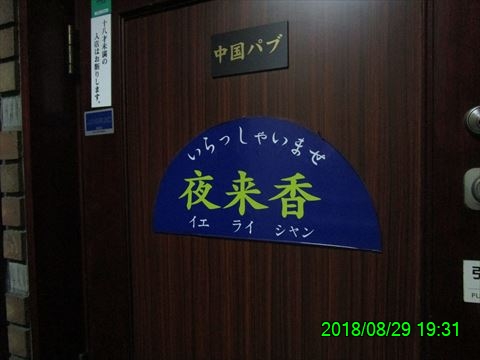 十八才未満の
入店はお断りします。
中国パブ
いらっしゃいませ
夜来香
イエ ライ シャン
2018/08/29 19:31